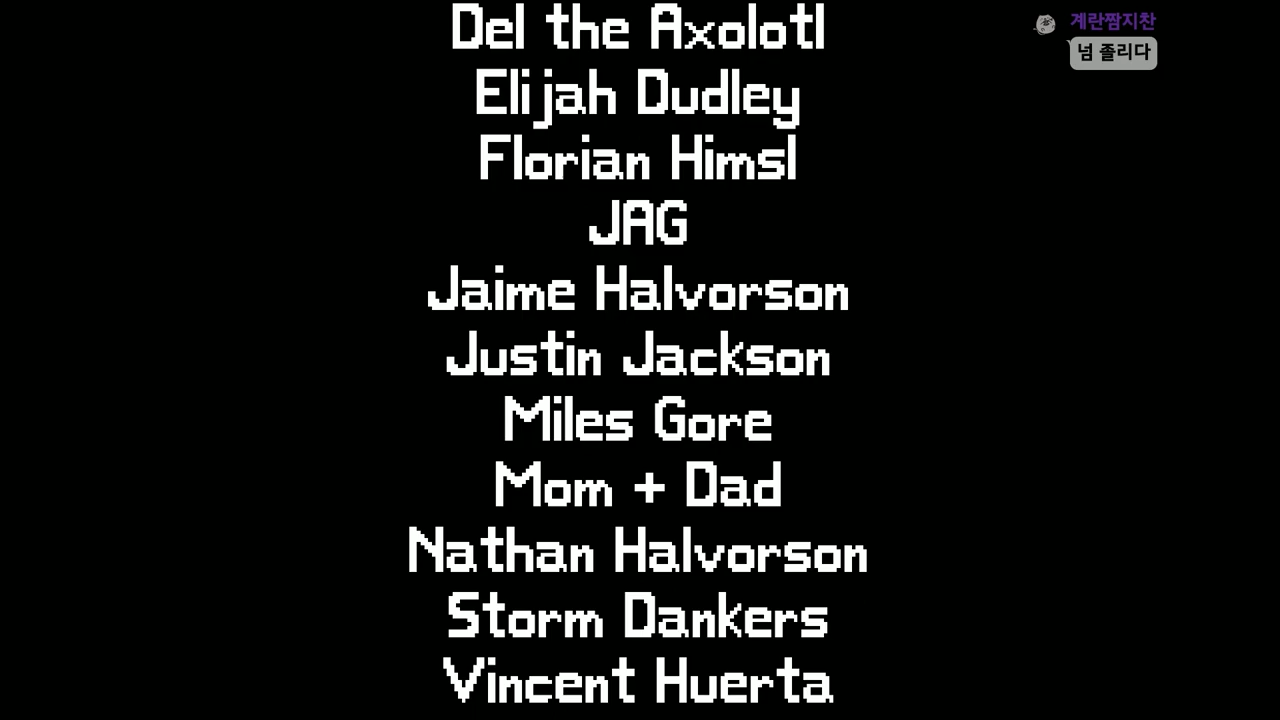 Del the Axolotl
Elijah Dudley
Florian Himsl
JAG
Jaime Halvorson
Justin Jackson
Miles Gore
Mom + Dad
Nathan Halvorson
Storm Dankers
Vincent Huerta
계란짬지찬
넘 졸리다